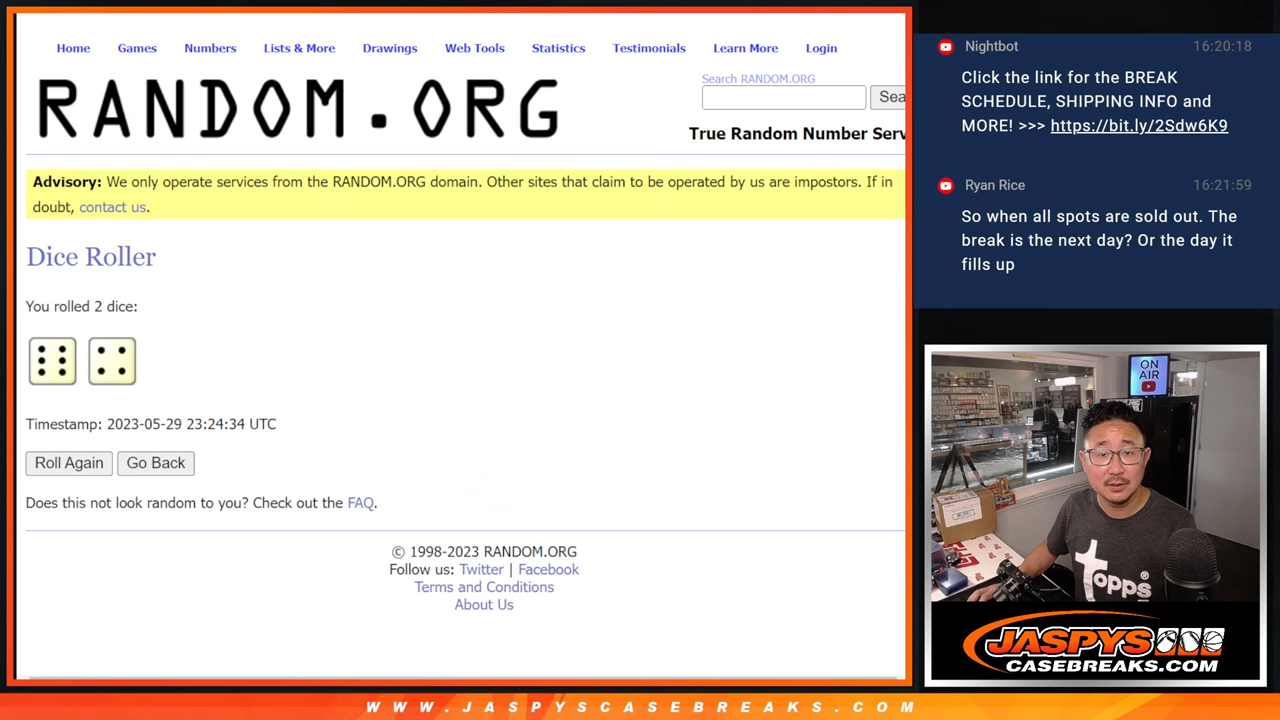 Home Games Numbers Lists & More Drawings Web Tools Statistics Testimonials Learn More Login
RANDOM.ORG
Search RANDOM.ORG
Sea
True Random Number Serv
Advisory: We only operate services from the RANDOM.ORG domain. Other sites that claim to be operated by us are impostors. If in
doubt, contact us.
Dice Roller
You rolled 2 dice:
Timestamp: 2023-05-29 23:24:34 UTC
Roll Again Go Back
Does this not look random to you? Check out the FAQ.
© 1998-2023 RANDOM.ORG
Follow us: Twitter | Facebook
Terms and Conditions
About Us
Nightbot 16:20:18
Click the link for the BREAK
SCHEDULE, SHIPPING INFO and
MORE! >>> https://bit.ly/2Sdw6K9
Ryan Rice 16:21:59
So when all spots are sold out. The
break is the next day? Or the day it
fills up
ON
AIR
topps®
JASPYS
CASEBREAKS.COM
WWW.JASPYSCASEBREAKS.COM